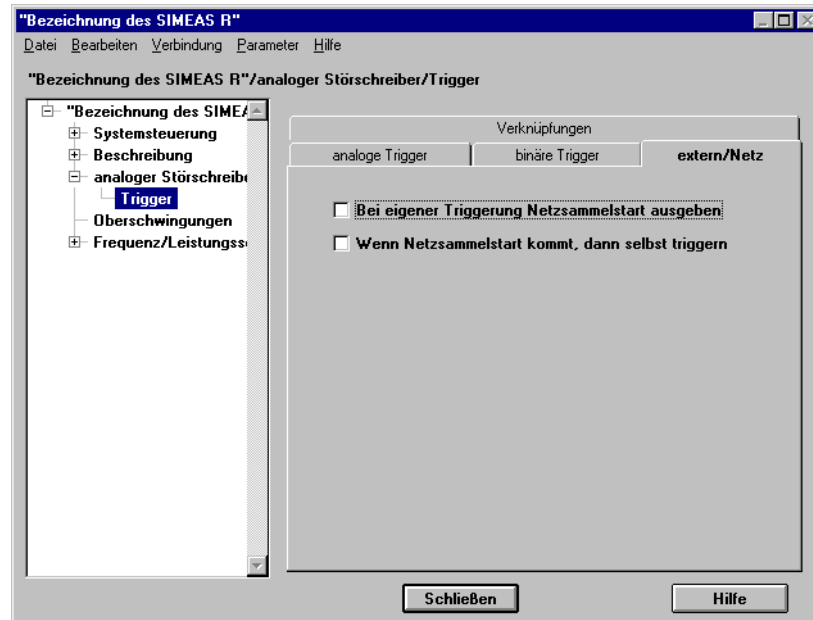 "Bezeichnung des SIMEAS R"
Datei Bearbeiten Verbindung Parameter Hilfe
"Bezeichnung des SIMEAS R"/analoger Störschreiber/Trigger
"Bezeichnung des SIMEA
Systemsteuerung
Beschreibung
analoger Störschreibe
Trigger
Oberschwingungen
Frequenz/Leistungss
Verknüpfungen
analoge Trigger binäre Trigger extern/Netz
Bei eigener Triggerung Netzsammelstart ausgeben
Wenn Netzsammelstart kommt, dann selbst triggern
Schließen Hilfe